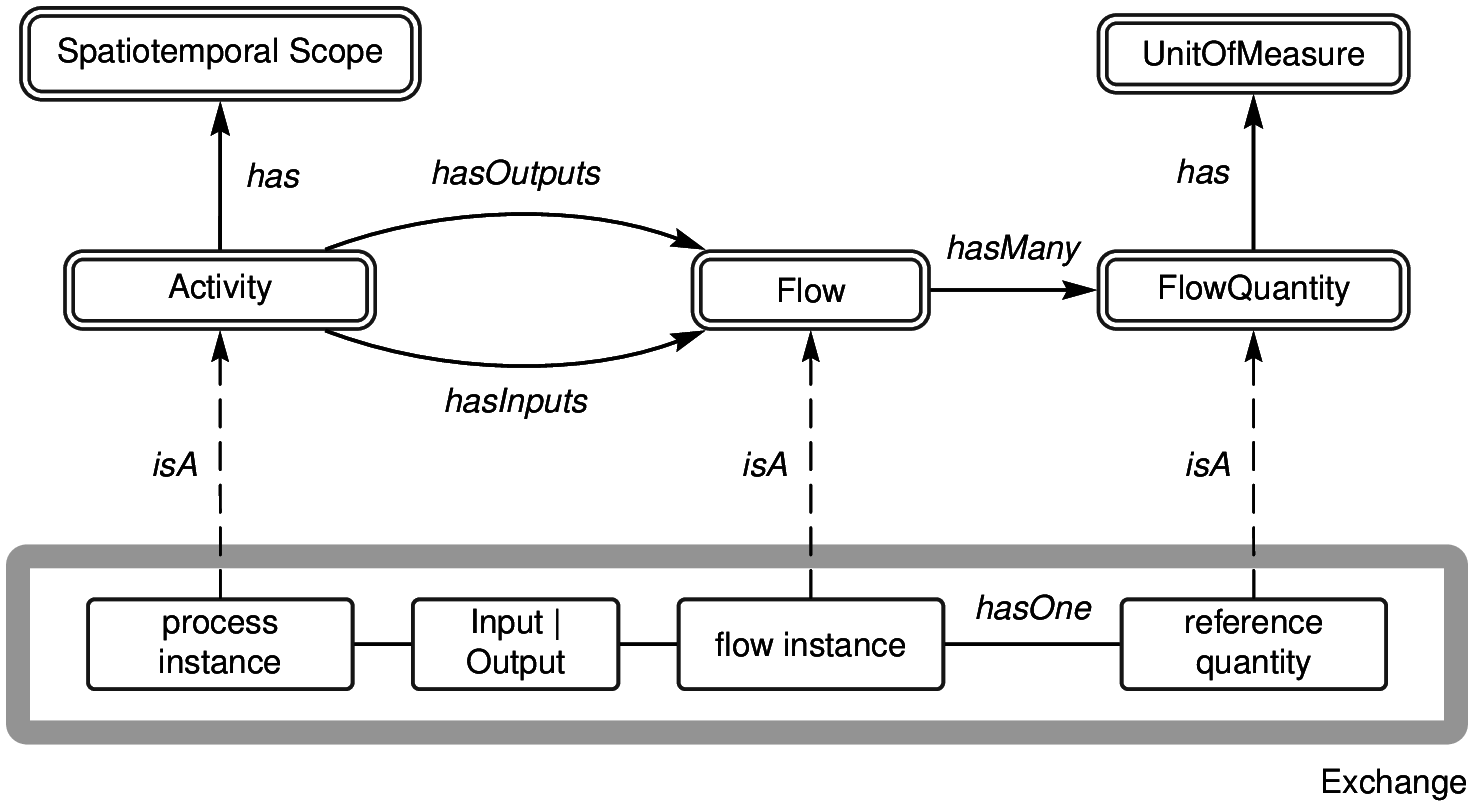 Spatiotemporal Scope
UnitOfMeasure
has
hasOutputs
has
Activity
Flow
hasMany
FlowQuantity
hasInputs
isA
isA
isA
process
instance
Input |
Output
flow instance
hasOne
reference
quantity
Exchange